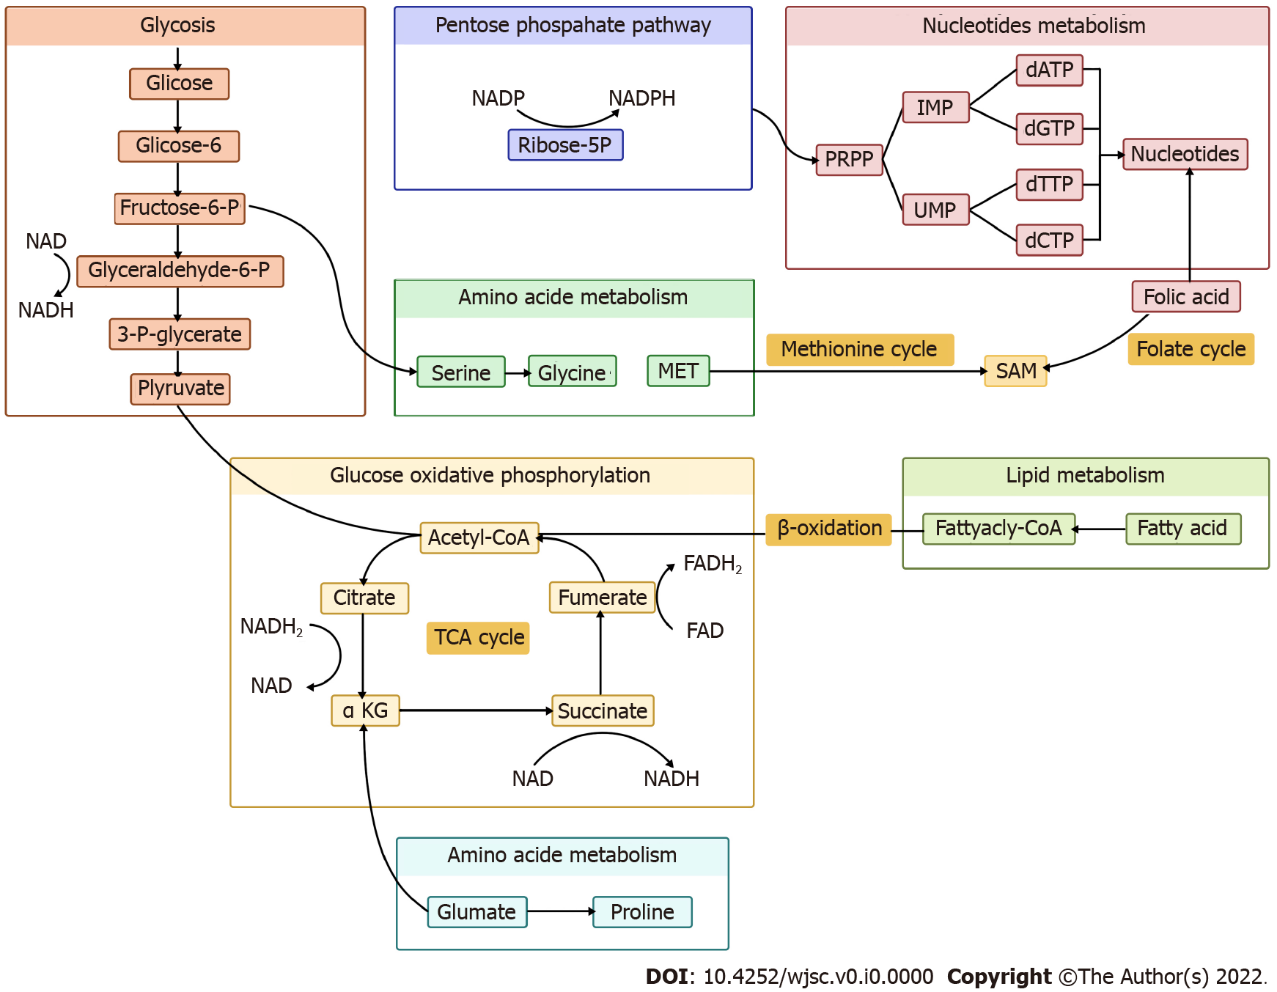 Glycosis
Glicose
Glicose-6
Fructose-6-P
NAD
Glyceraldehyde-6-P
NADH
3-P-glycerate
Plyruvate
Pentose phospahate pathway
NADP
NADPH
Ribose-5P
Nucleotides metabolism
dATP
IMP
dGTP
PRPP
Nucleotides
dTTP
UMP
dCTP
Folic acid
Amino acide metabolism
Serine
Glycine
MET
Methionine cycle
SAM
Folate cycle
Glucose oxidative phosphorylation
Acetyl-CoA
Citrate
Fumerate
FADH₂
FAD
NADH₂
NAD
TCA cycle
α KG
Succinate
NAD
NADH
β-oxidation
Lipid metabolism
Fattyacly-CoA
Fatty acid
Amino acide metabolism
Glumate
Proline
DOI: 10.4252/wjsc.v0.i0.0000 Copyright ©The Author(s) 2022.